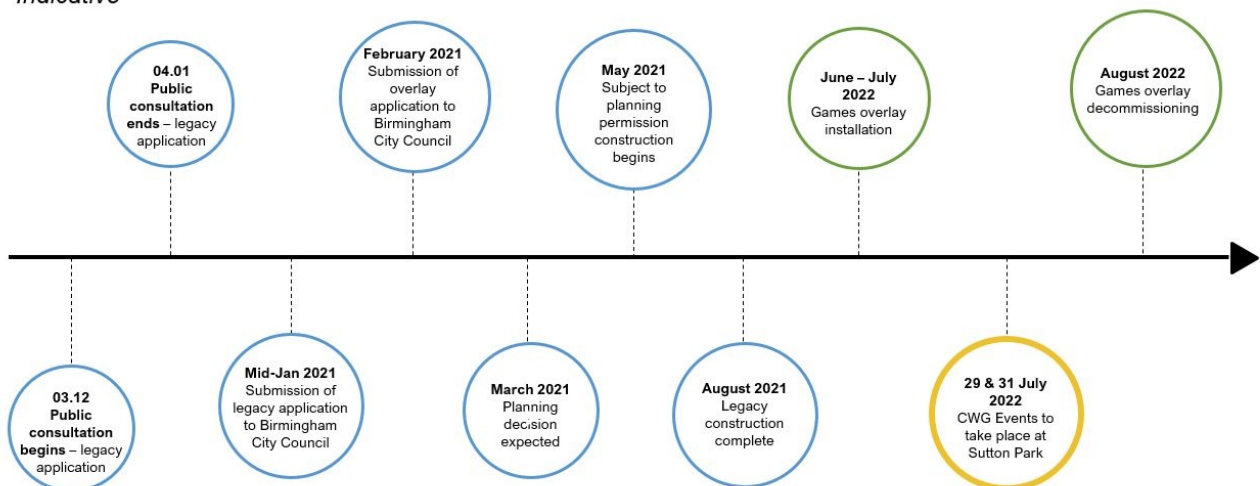 Indicative
04.01
Public
consultation
ends – legacy
application
February 2021
Submission of
overlay
application to
Birmingham
City Council
May 2021
Subject to
planning
permission
construction
begins
June – July
2022
Games overlay
installation
August 2022
Games overlay
decommissioning
03.12
Public
consultation
begins – legacy
application
Mid-Jan 2021
Submission of
legacy application
to Birmingham
City Council
March 2021
Planning
decision
expected
August 2021
Legacy
construction
complete
29 & 31 July
2022
CWG Events to
take place at
Sutton Park